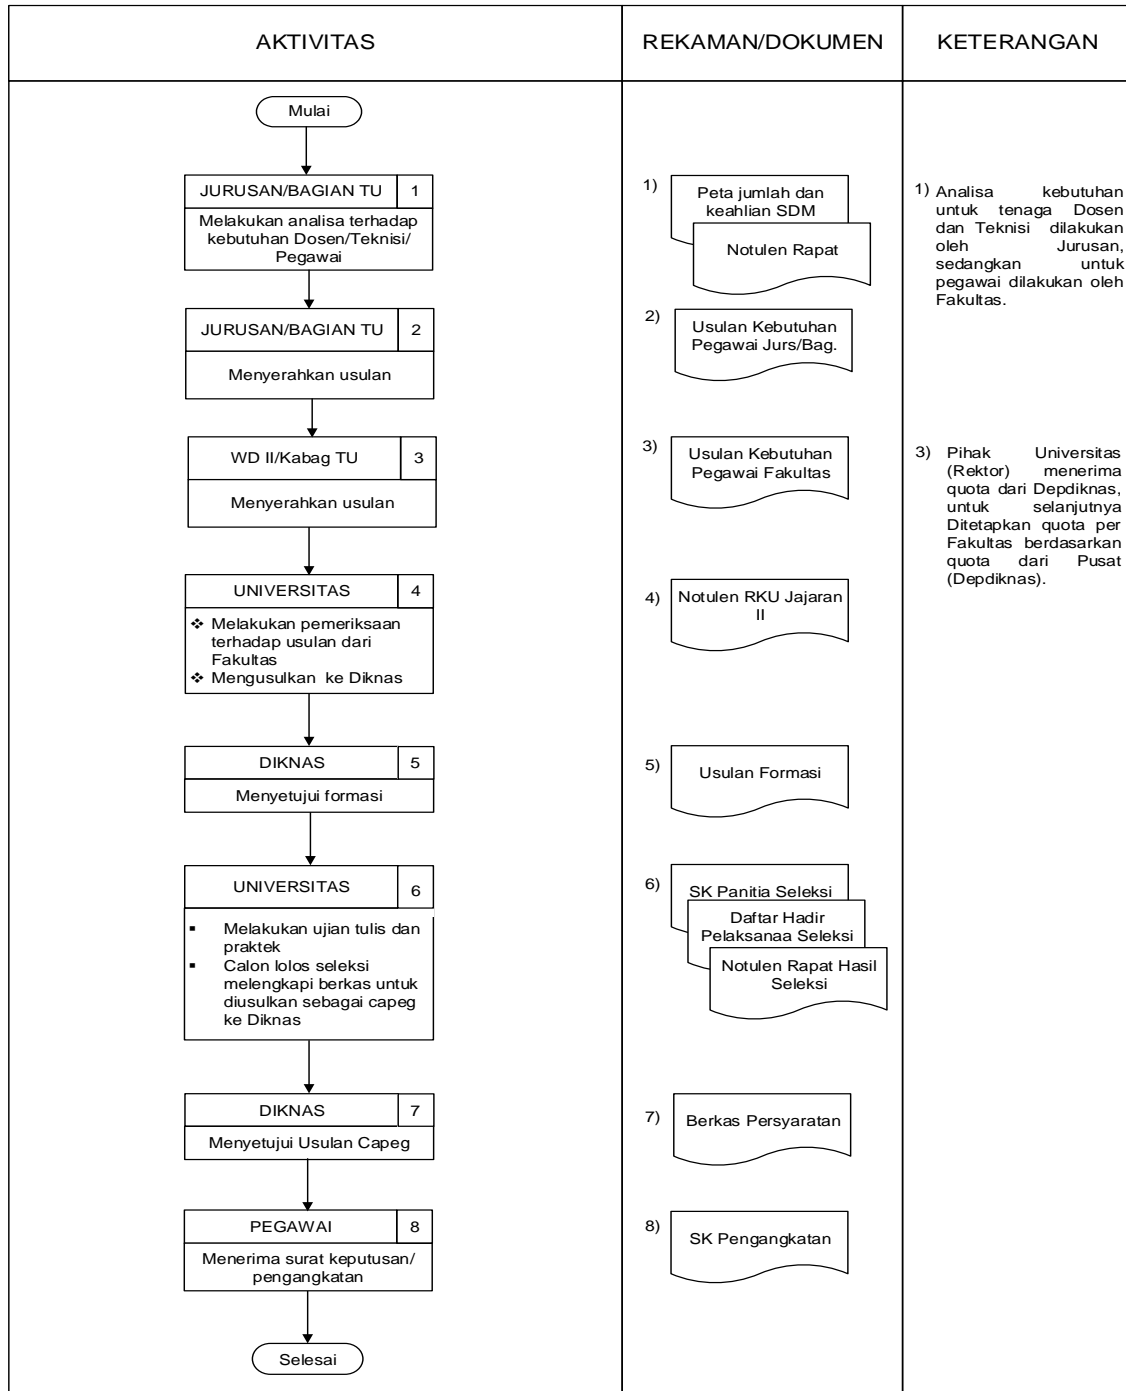 AKTIVITAS
REKAMAN/DOKUMEN
KETERANGAN
Mulai
JURUSAN/BAGIAN TU
1
Melakukan analisa terhadap
kebutuhan Dosen/Teknisi/
Pegawai
1)
Peta jumlah dan
keahlian SDM
Notulen Rapat
1) Analisa kebutuhan
untuk tenaga Dosen
dan Teknisi dilakukan
oleh Jurusan,
sedangkan untuk
pegawai dilakukan oleh
Fakultas.
JURUSAN/BAGIAN TU
2
Menyerahkan usulan
2)
Usulan Kebutuhan
Pegawai Jurs/Bag.
WD II/Kabag TU
3
Menyerahkan usulan
3)
Usulan Kebutuhan
Pegawai Fakultas
3) Pihak Universitas
(Rektor) menerima
quota dari Depdiknas,
untuk selanjutnya
Ditetapkan quota per
Fakultas berdasarkan
quota dari Pusat
(Depdiknas).
UNIVERSITAS
4
❖ Melakukan pemeriksaan
terhadap usulan dari
Fakultas
❖ Mengusulkan ke Diknas
4)
Notulen RKU Jajaran
II
DIKNAS
5
Menyetujui formasi
5)
Usulan Formasi
UNIVERSITAS
6
▪ Melakukan ujian tulis dan
praktek
▪ Calon lolos seleksi
melengkapi berkas untuk
diusulkan sebagai capeg
ke Diknas
6)
SK Panitia Seleksi
Daftar Hadir
Pelaksanaa Seleksi
Notulen Rapat Hasil
Seleksi
DIKNAS
7
Menyetujui Usulan Capeg
7)
Berkas Persyaratan
PEGAWAI
8
Menerima surat keputusan/
pengangkatan
8)
SK Pengangkatan
Selesai